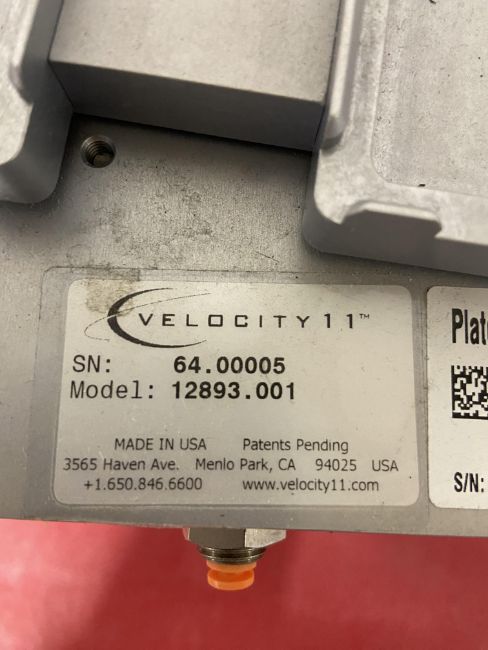 VELOCITY11™
SN: 64.00005
Model: 12893.001
MADE IN USA Patents Pending
3565 Haven Ave. Menlo Park, CA 94025 USA
+1.650.846.6600 www.velocity11.com
S/N: